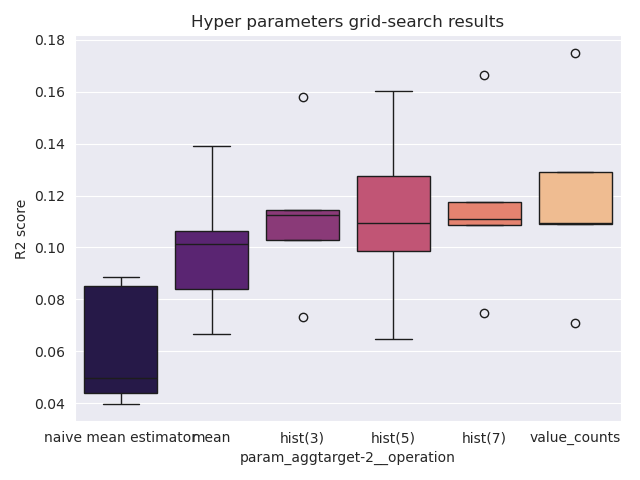 Hyper parameters grid-search results
R2 score
0.18
0.16
0.14
0.12
0.10
0.08
0.06
0.04
naive mean estimator mean hist(3) hist(5) hist(7) value_counts
param_aggtarget-2__operation